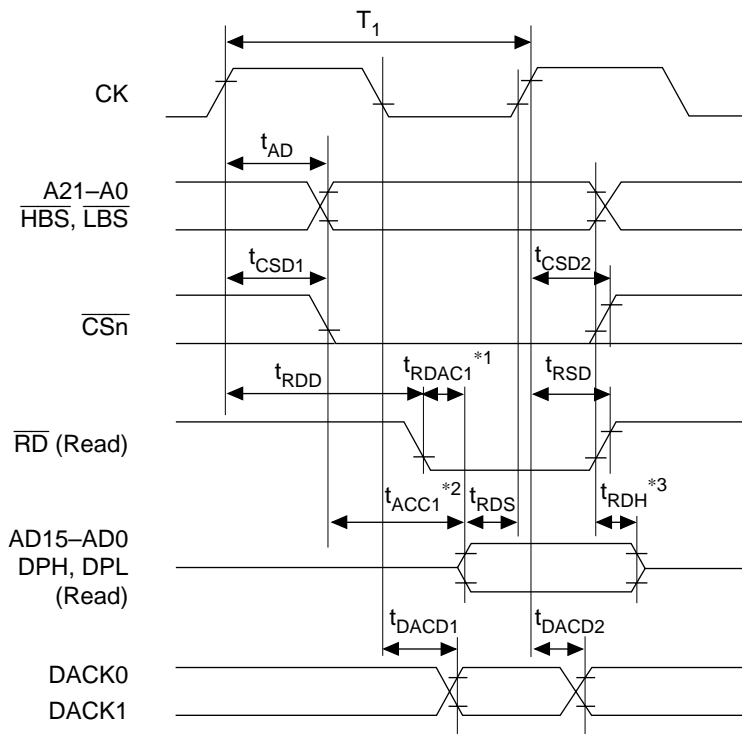 T1
CK
tAD
A21–A0
HBS, LBS
tCSD1
tCSD2
CSn
tRDD
tRDAC1*1
tRSD
RD (Read)
tACC1*2
tRDS
tRDH*3
AD15–AD0
DPH, DPL
(Read)
tDACD1
tDACD2
DACK0
DACK1